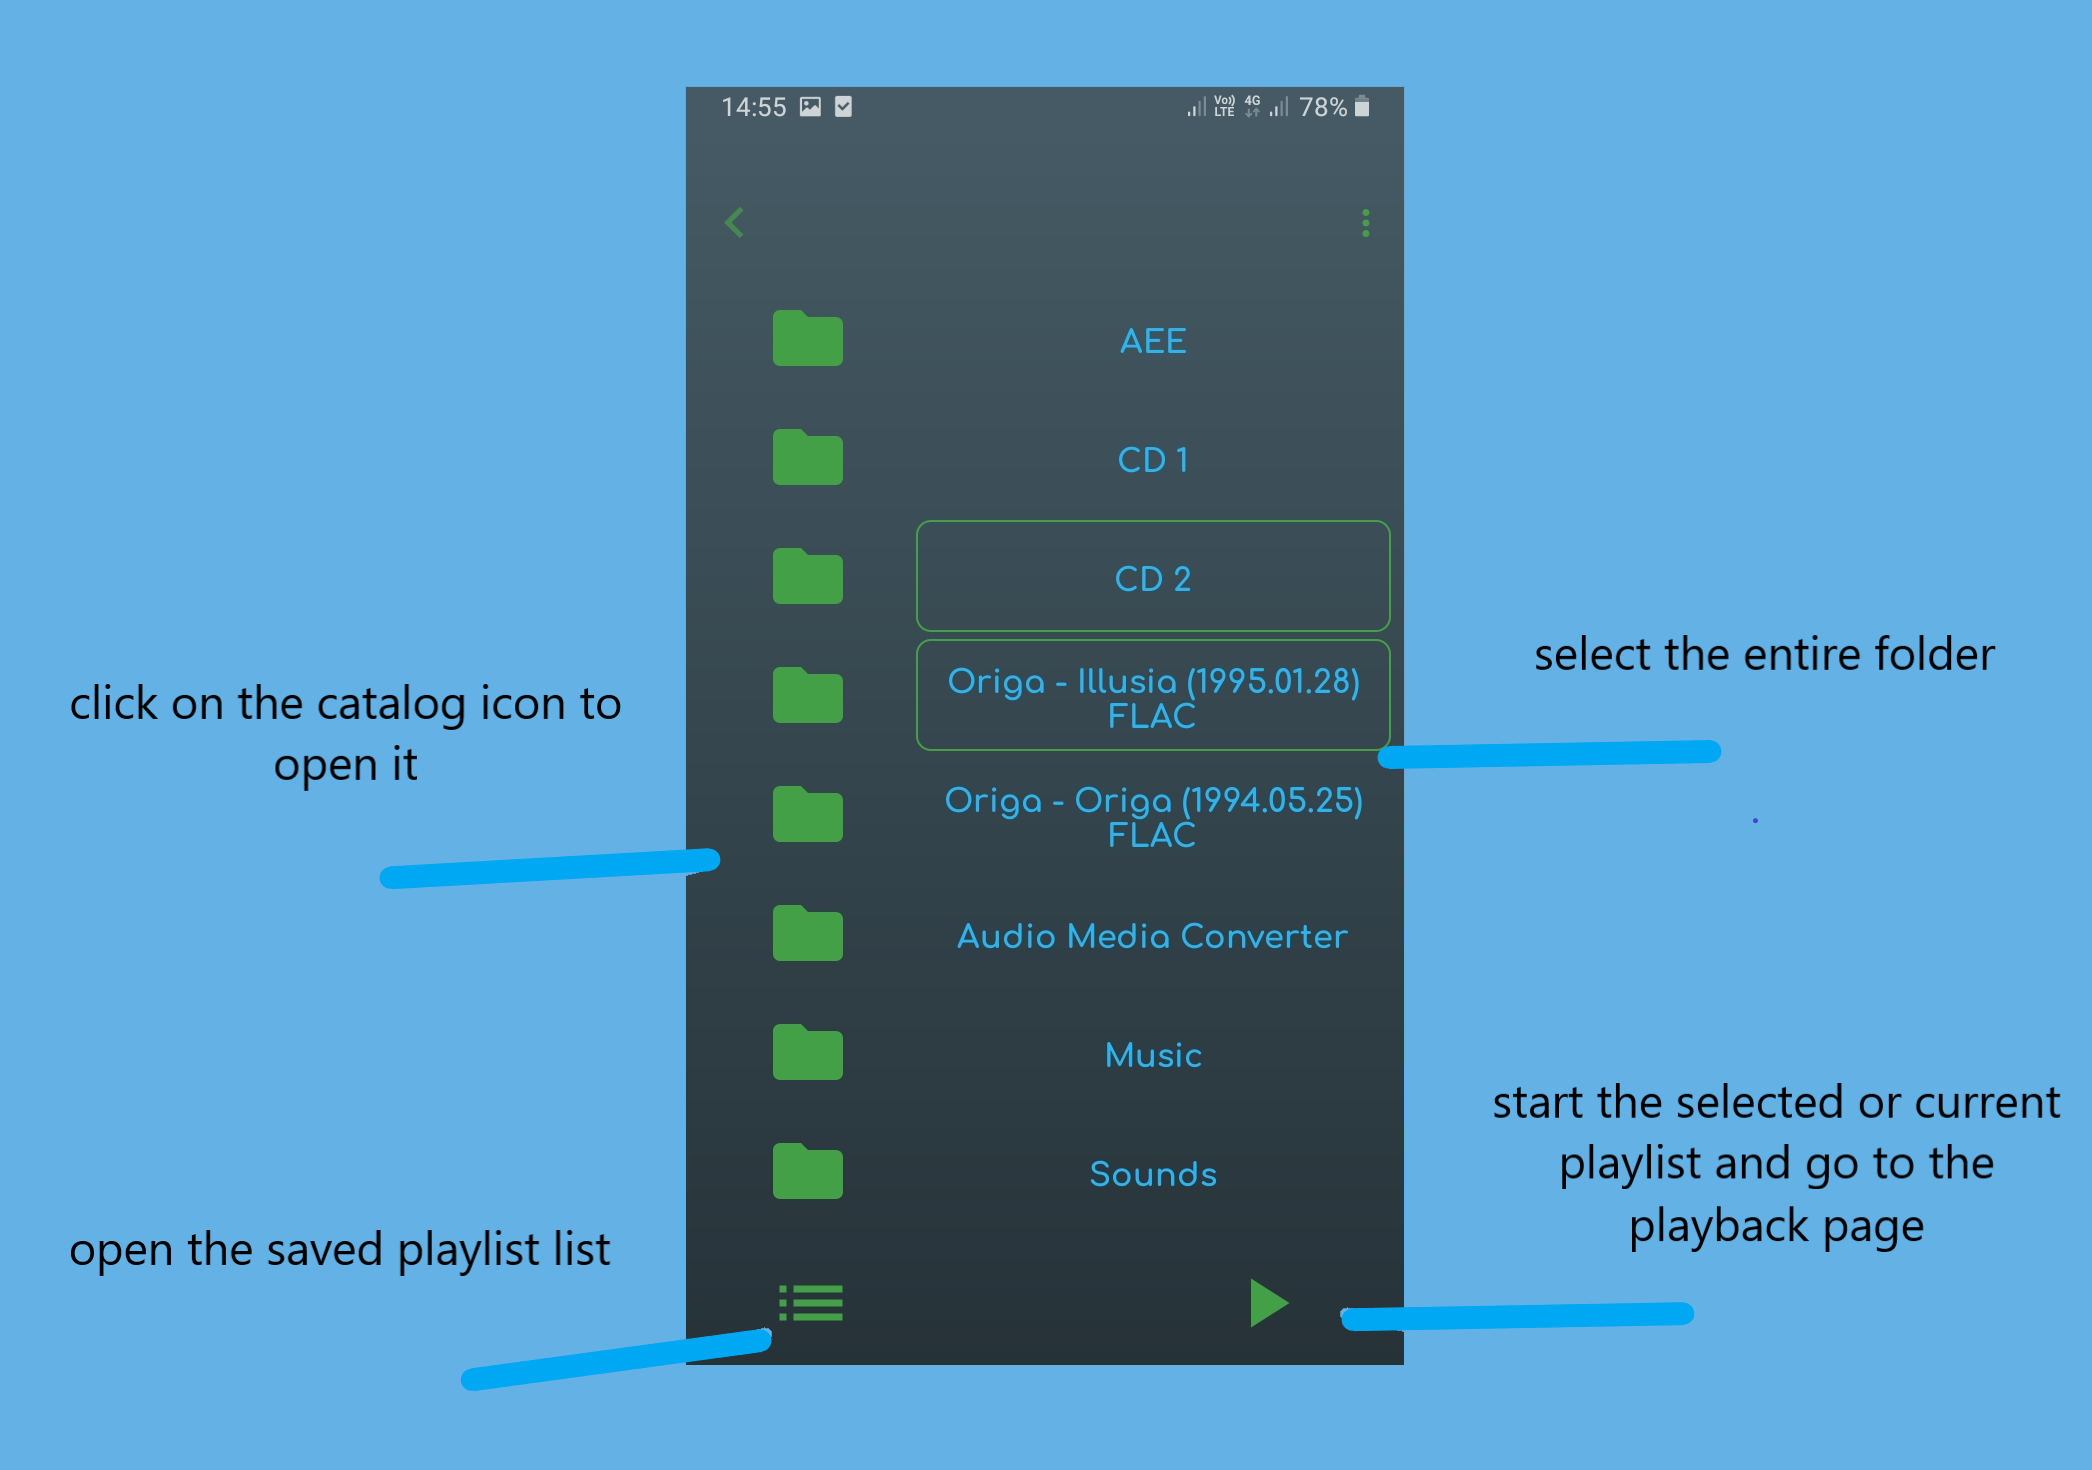 14:55
Vo))
LTE
4G
78%
AEE
CD 1
CD 2
Origa - Illusia (1995.01.28)
FLAC
Origa - Origa (1994.05.25)
FLAC
Audio Media Converter
Music
Sounds
click on the catalog icon to
open it
open the saved playlist list
select the entire folder
start the selected or current
playlist and go to the
playback page